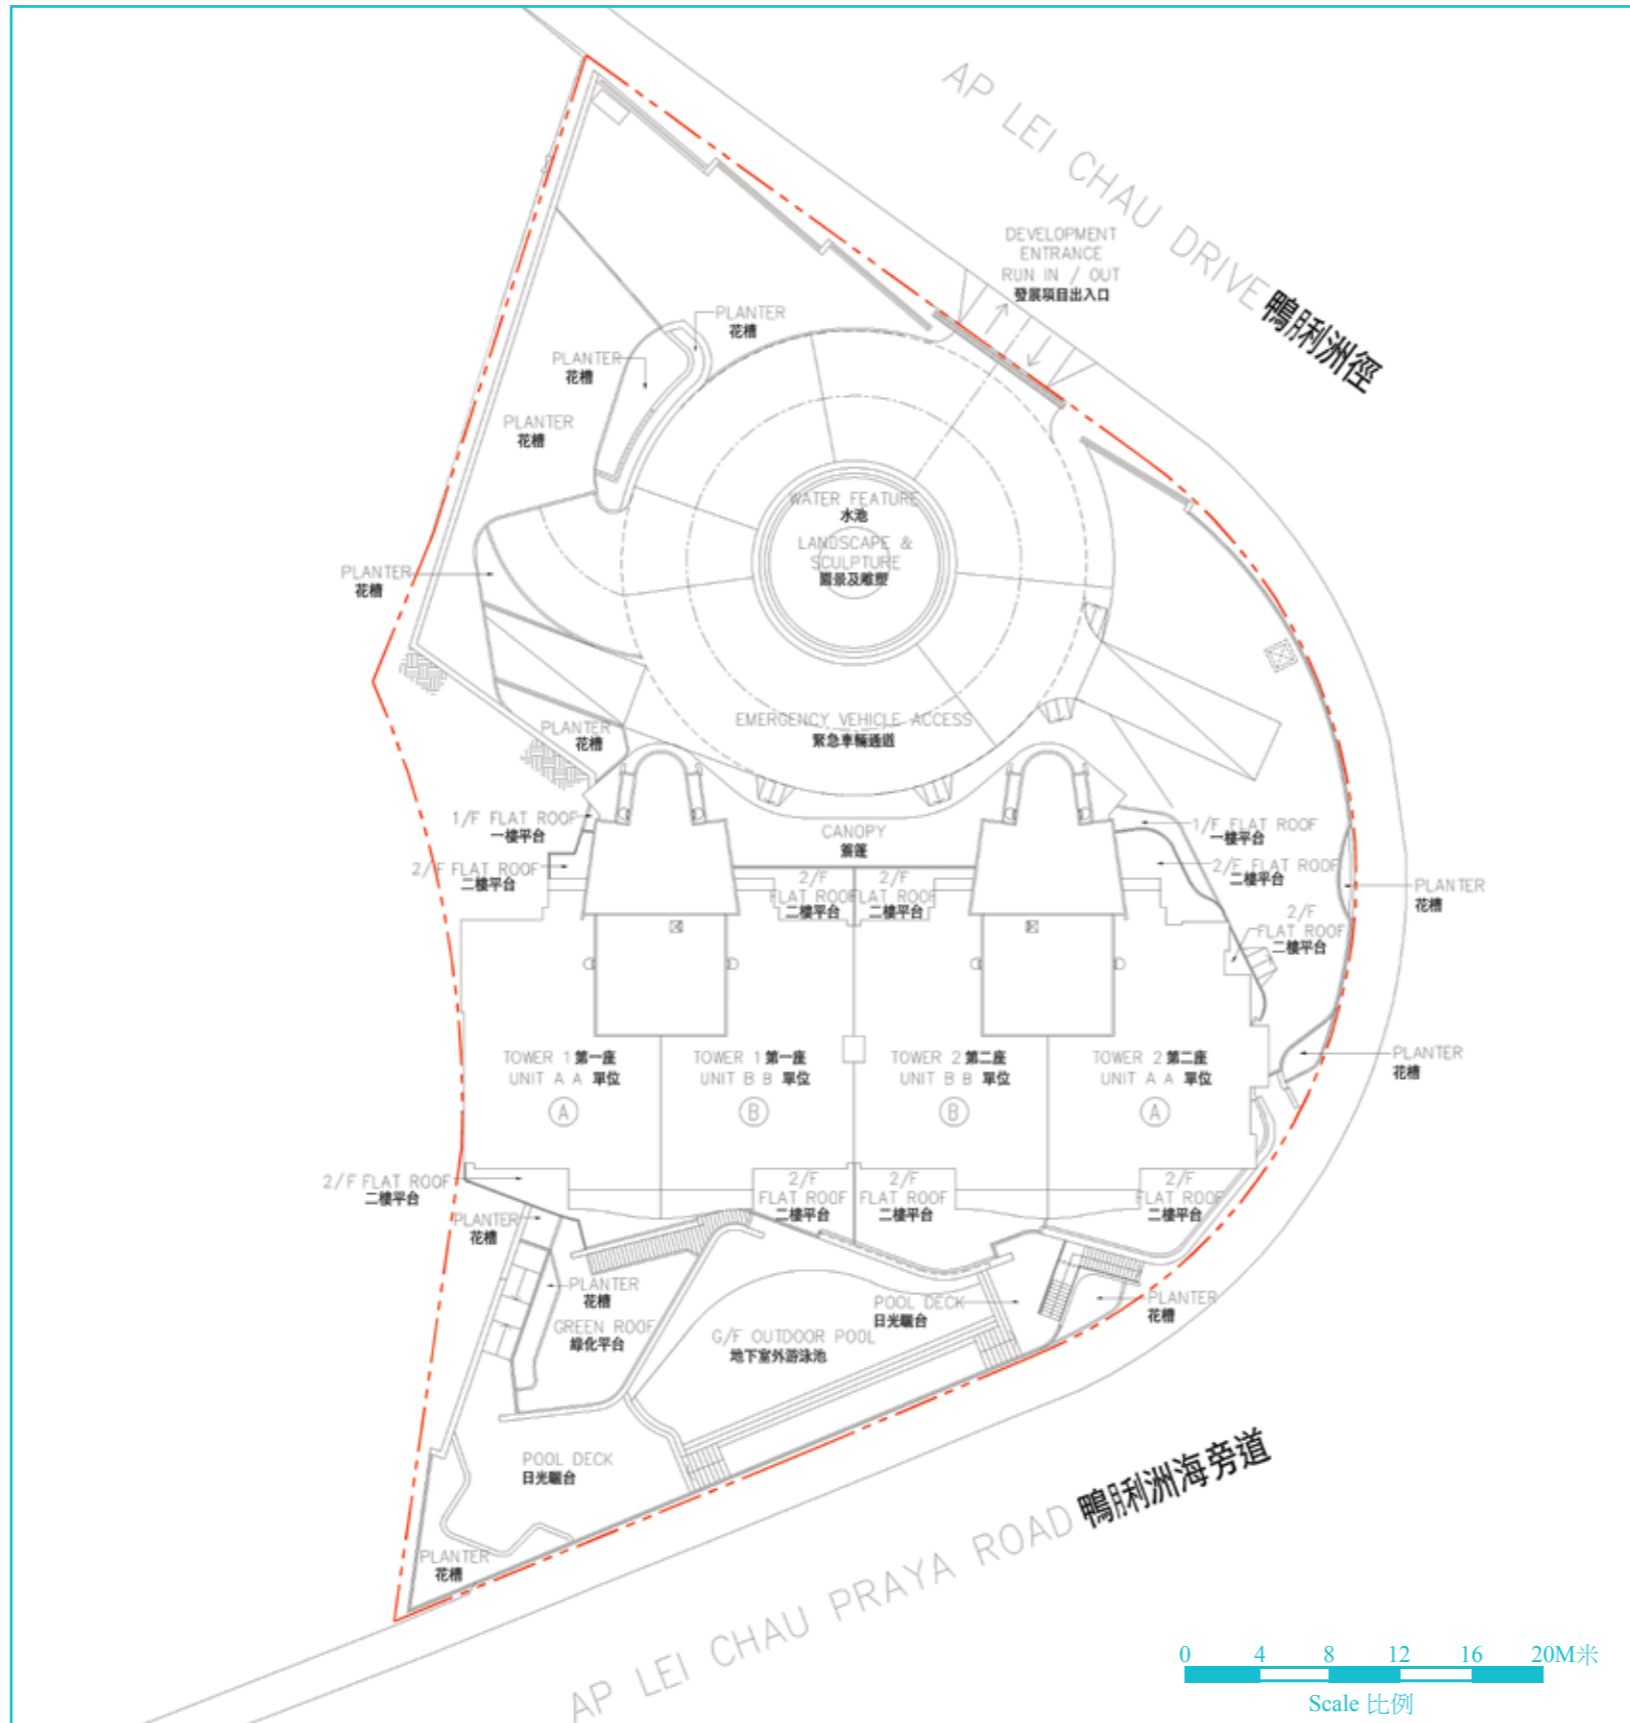 AP LEI CHAU DRIVE 鴨脷洲徑
DEVELOPMENT
ENTRANCE
RUN IN / OUT
發展項目出入口
PLANTER
花槽
PLANTER
花槽
PLANTER
花槽
WATER FEATURE
水池
LANDSCAPE &
SCULPTURE
園景及雕塑
PLANTER
花槽
EMERGENCY VEHICLE ACCESS
緊急車輛通道
PLANTER
花槽
1/F FLAT ROOF
一樓平台
CANOPY
簷篷
1/F FLAT ROOF
一樓平台
2/F FLAT ROOF
二樓平台
2/F
FLAT ROOF
二樓平台
2/F
FLAT ROOF
二樓平台
2/F FLAT ROOF
二樓平台
PLANTER
花槽
2/F
FLAT ROOF
二樓平台
TOWER 1 第一座
UNIT A A 單位
A
TOWER 1 第一座
UNIT B B 單位
B
TOWER 2 第二座
UNIT B B 單位
B
TOWER 2 第二座
UNIT A A 單位
A
PLANTER
花槽
2/F FLAT ROOF
二樓平台
2/F
FLAT ROOF
二樓平台
2/F
FLAT ROOF
二樓平台
2/F
FLAT ROOF
二樓平台
PLANTER
花槽
PLANTER
花槽
GREEN ROOF
綠化平台
POOL DECK
日光曬台
PLANTER
花槽
G/F OUTDOOR POOL
地下室外游泳池
POOL DECK
日光曬台
PLANTER
花槽
AP LEI CHAU PRAYA ROAD 鴨脷洲海旁道
0 4 8 12 16 20M米
Scale 比例